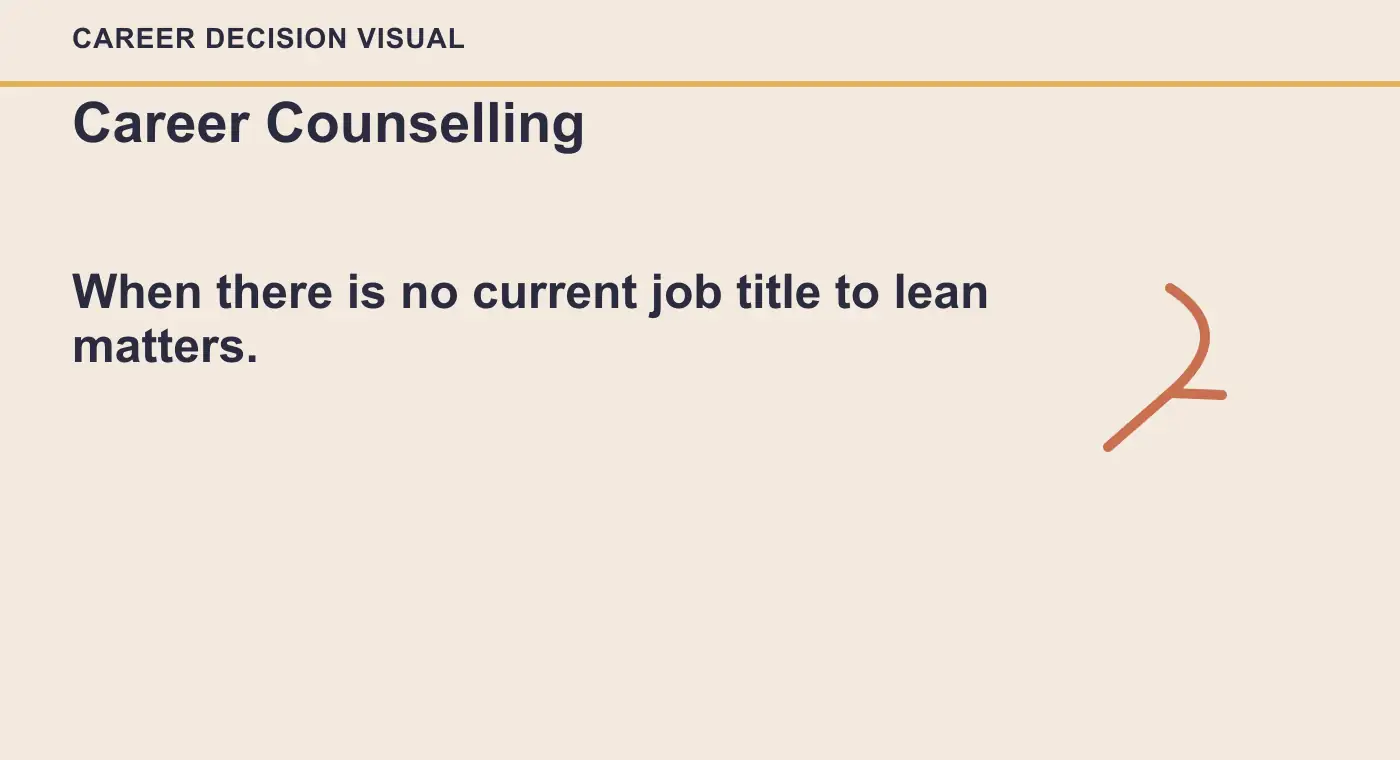 CAREER DECISION VISUAL
Career Counselling
When there is no current job title to lean
matters.